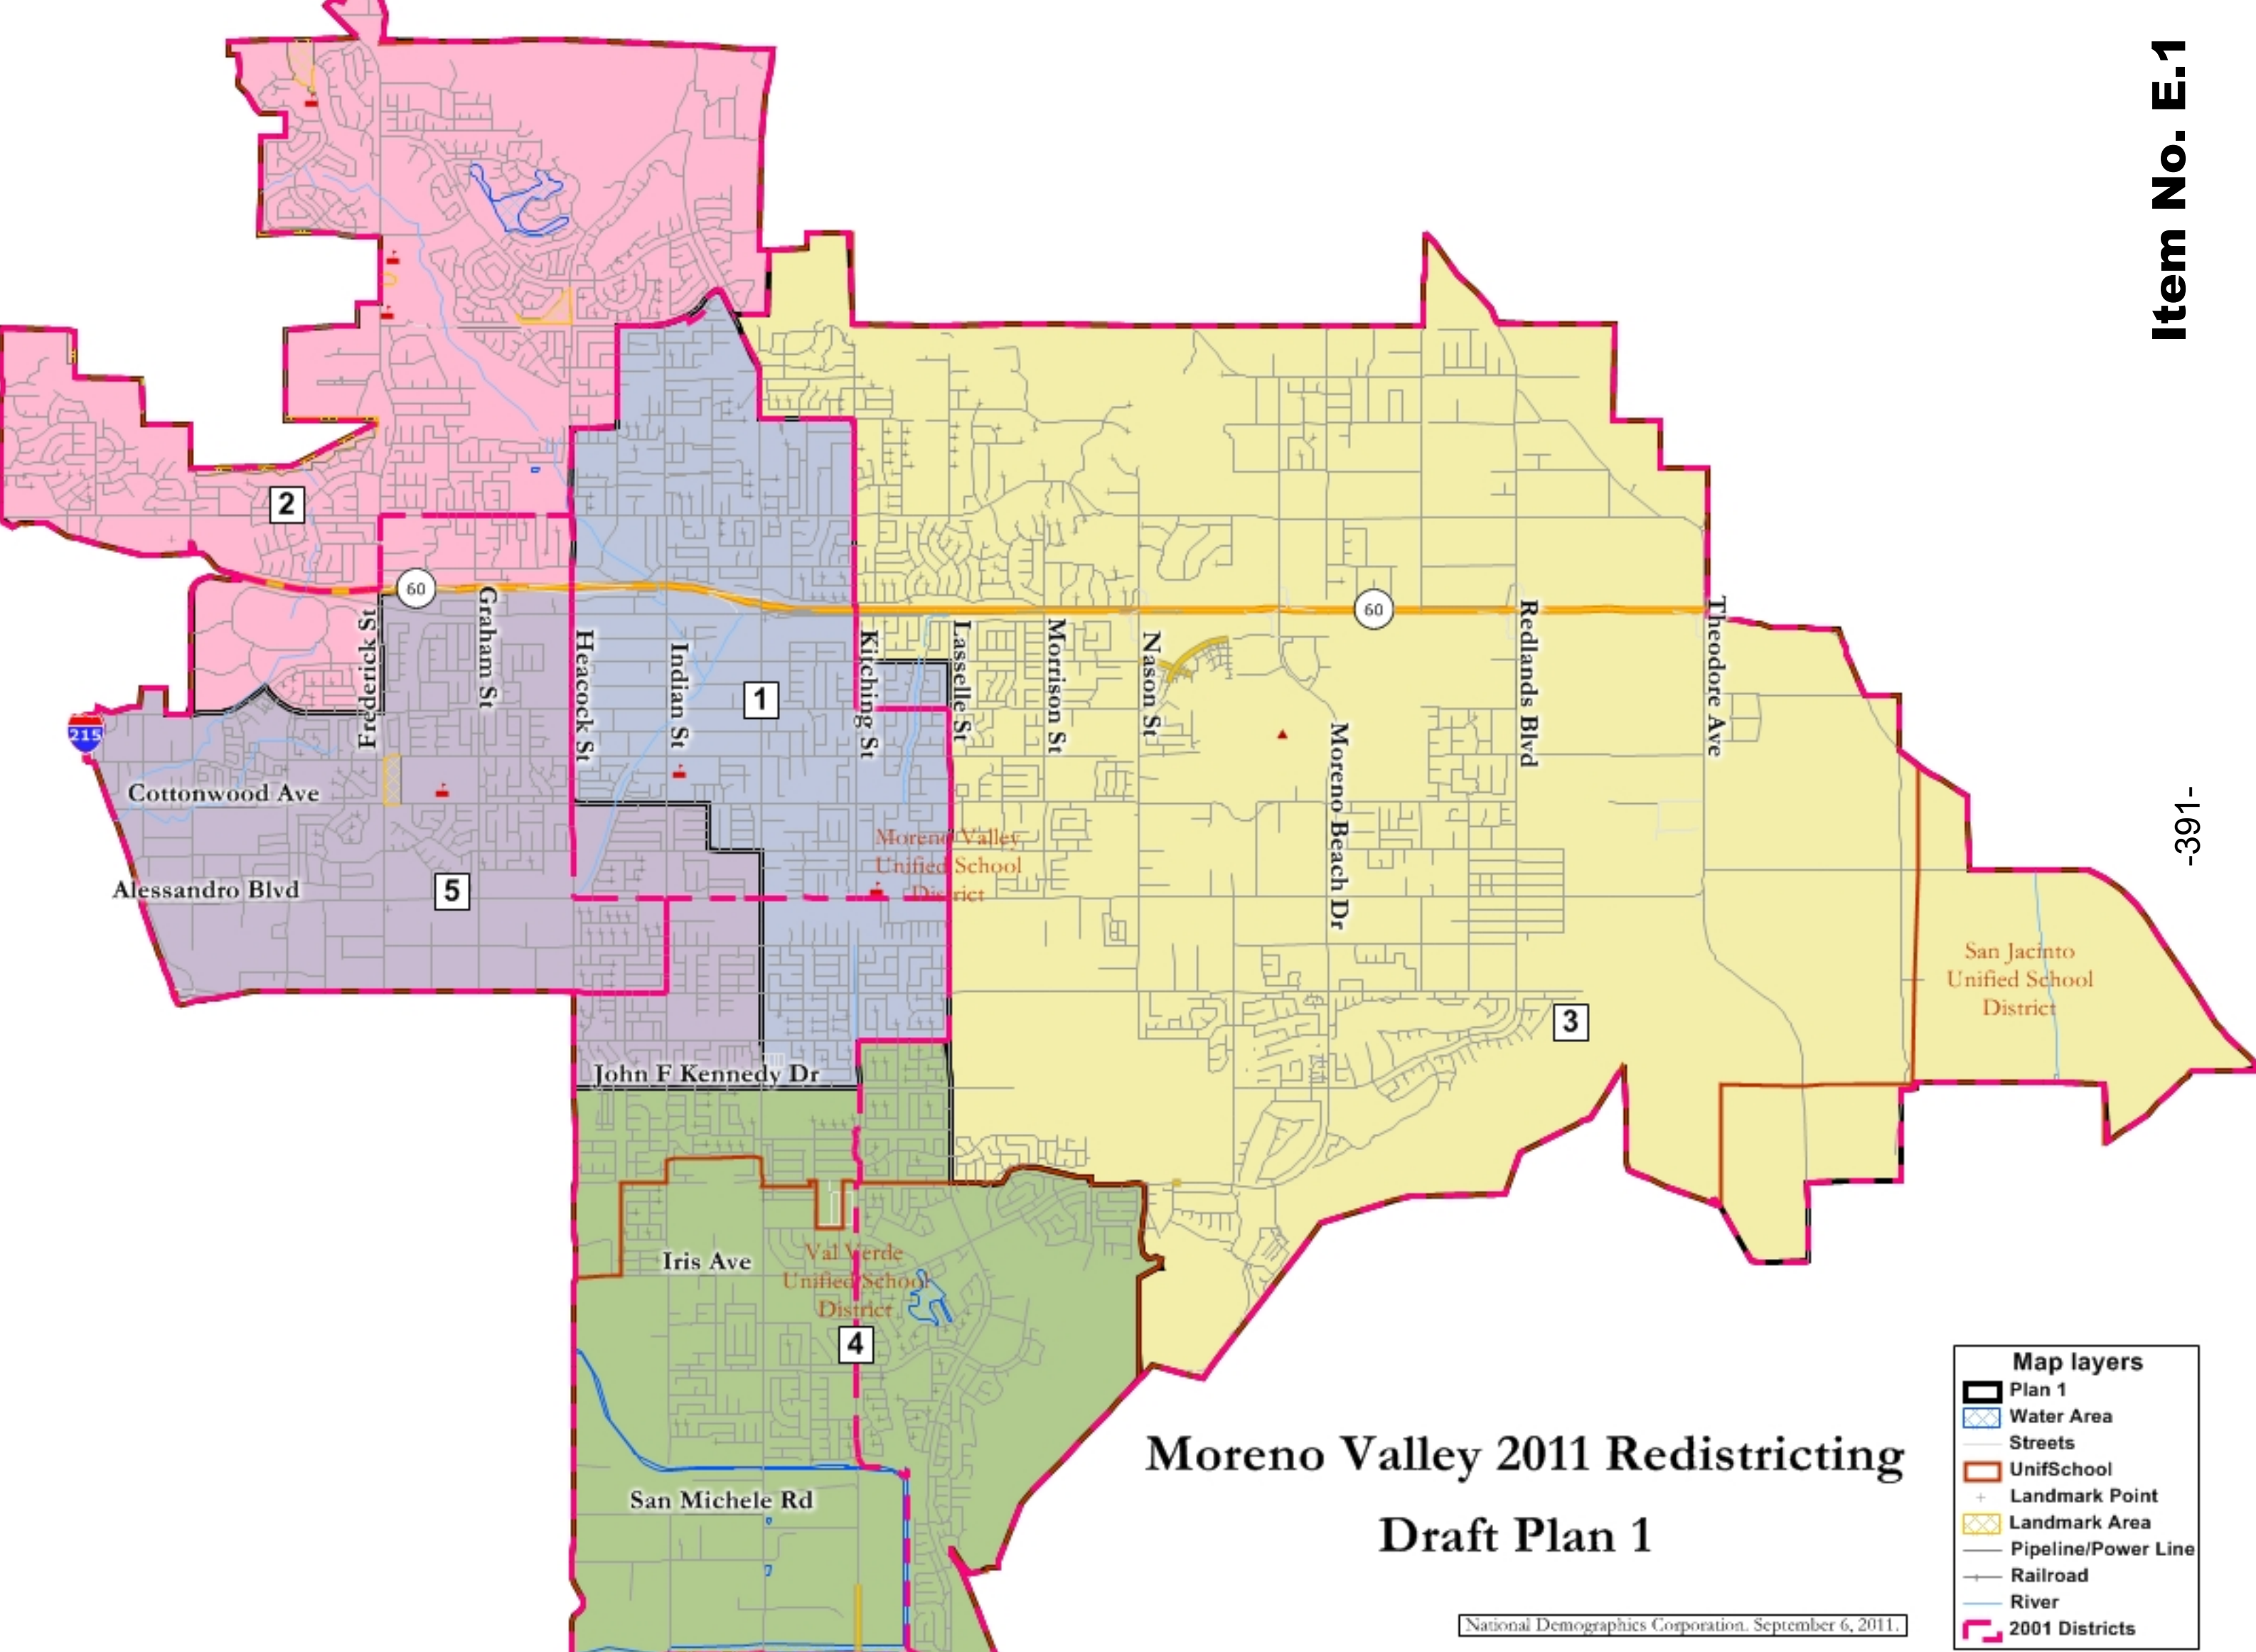 Item No. E.1
-391-
2
60
60
215
Frederick St
Graham St
Heacock St
Indian St
1
Kitching St
Lasselle St
Morrison St
Nason St
Moreno Beach Dr
Redlands Blvd
Theodore Ave
Cottonwood Ave
Alessandro Blvd
5
Moreno Valley
Unified School
District
San Jacinto
Unified School
District
3
John F Kennedy Dr
Iris Ave
Val Verde
Unified School
District
4
San Michele Rd
Moreno Valley 2011 Redistricting
Draft Plan 1
National Demographics Corporation. September 6, 2011.
Map layers
Plan 1
Water Area
Streets
UnifSchool
Landmark Point
Landmark Area
Pipeline/Power Line
Railroad
River
2001 Districts